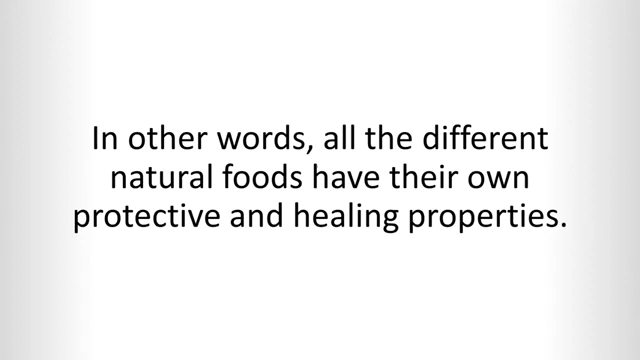 In other words, all the different
natural foods have their own
protective and healing properties.